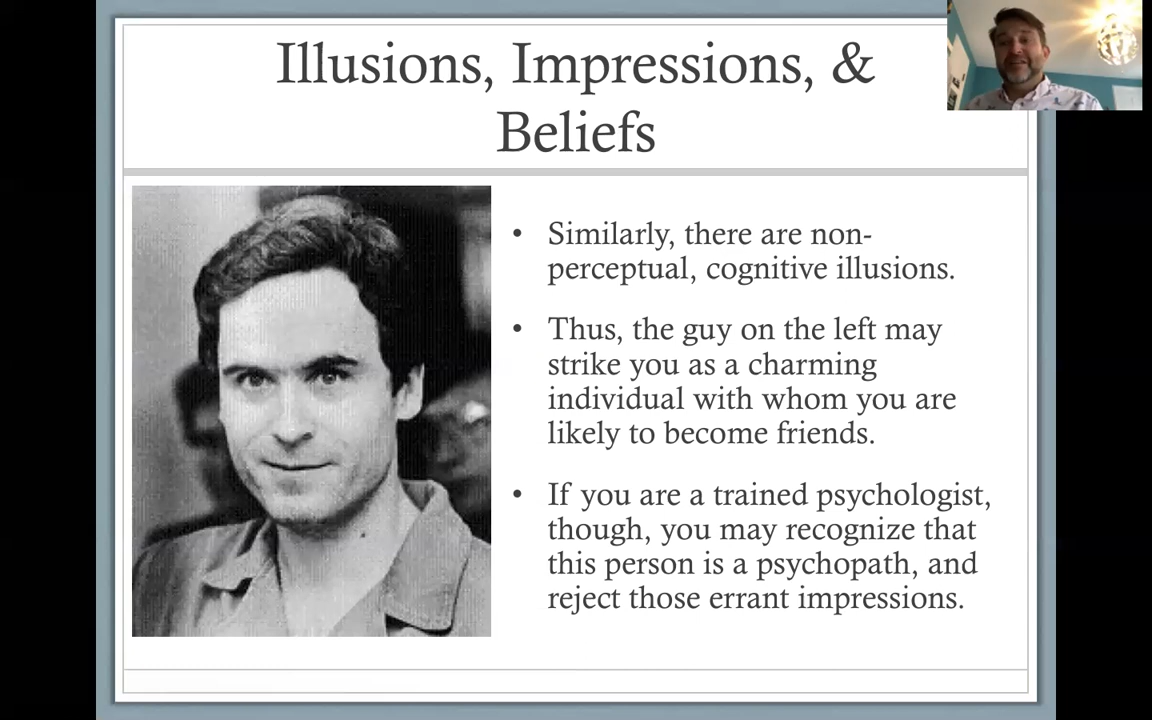 Illusions, Impressions, &
Beliefs
• Similarly, there are non-
perceptual, cognitive illusions.
• Thus, the guy on the left may
strike you as a charming
individual with whom you are
likely to become friends.
• If you are a trained psychologist,
though, you may recognize that
this person is a psychopath, and
reject those errant impressions.